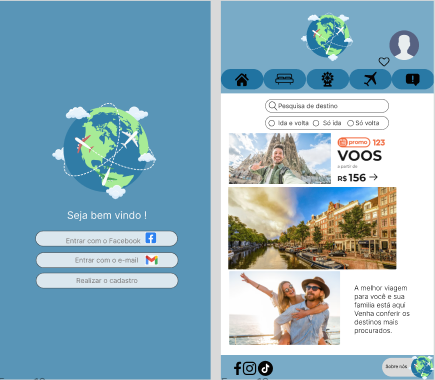 Seja bem vindo !
Entrar com o Facebook
Entrar com o e-mail
Realizar o cadastro
Pesquisa de destino
Ida e volta
Só ida
Só volta
promo 123
VOOS
a partir de
R$ 156
A melhor viagem
para você e sua
família está aqui
Venha conferir os
destinos mais
procurados.
Sobre nós